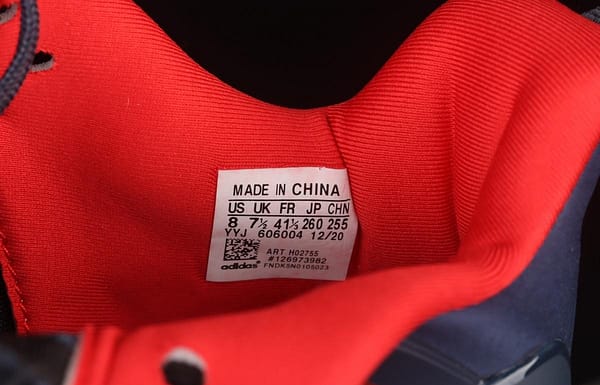 MADE IN CHINA
US UK FR JP CHN
8 7½ 41⅓ 260 255
YYJ 606004 12/20
ART H02755
#126973982
adidas FNDK5N0105023